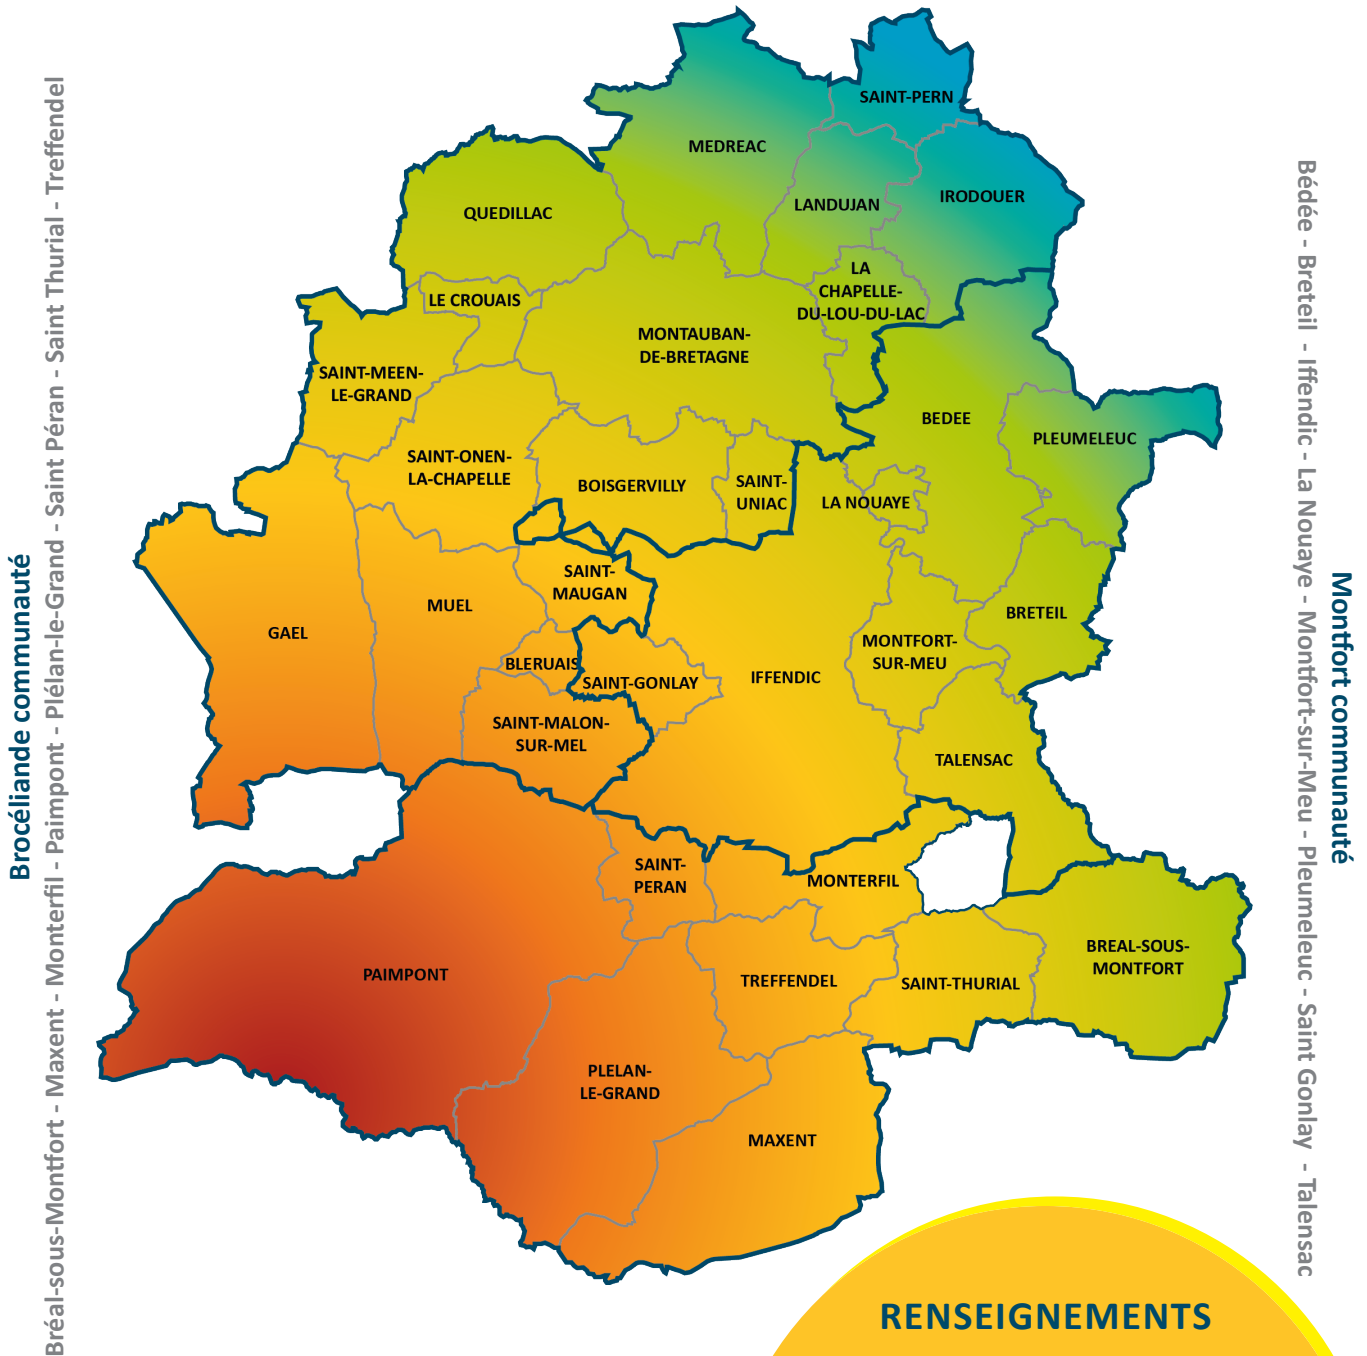 Brocéliande communauté
Bréal-sous-Montfort - Maxent - Monterfil - Paimpont - Plélan-le-Grand - Saint Péran - Saint Thurial - Treffendel
SAINT-PERN
MEDREAC
IRODOUER
LANDUJAN
QUEDILLAC
LA
CHAPELLE-
DU-LOU-DU-LAC
LE CROUAIS
MONTAUBAN-
DE-BRETAGNE
SAINT-MEEN-
LE-GRAND
BEDEE
PLEUMELEUC
SAINT-ONEN-
LA-CHAPELLE
BOISGERVILLY
SAINT-
UNIAC
LA NOUAYE
SAINT-
MAUGAN
MUEL
GAEL
BRETEIL
MONTFORT-
SUR-MEU
BLERUAIS
SAINT-GONLAY
IFFENDIC
SAINT-MALON-
SUR-MEL
TALENSAC
SAINT-
PERAN
MONTERFIL
PAIMPONT
TREFFENDEL
SAINT-THURIAL
BREAL-SOUS-
MONTFORT
PLELAN-
LE-GRAND
MAXENT
Bédée - Breteil - Iffendic - La Nouaye - Montfort-sur-Meu - Pleumeleuc - Saint Gonlay - Talensac
Montfort communauté
RENSEIGNEMENTS